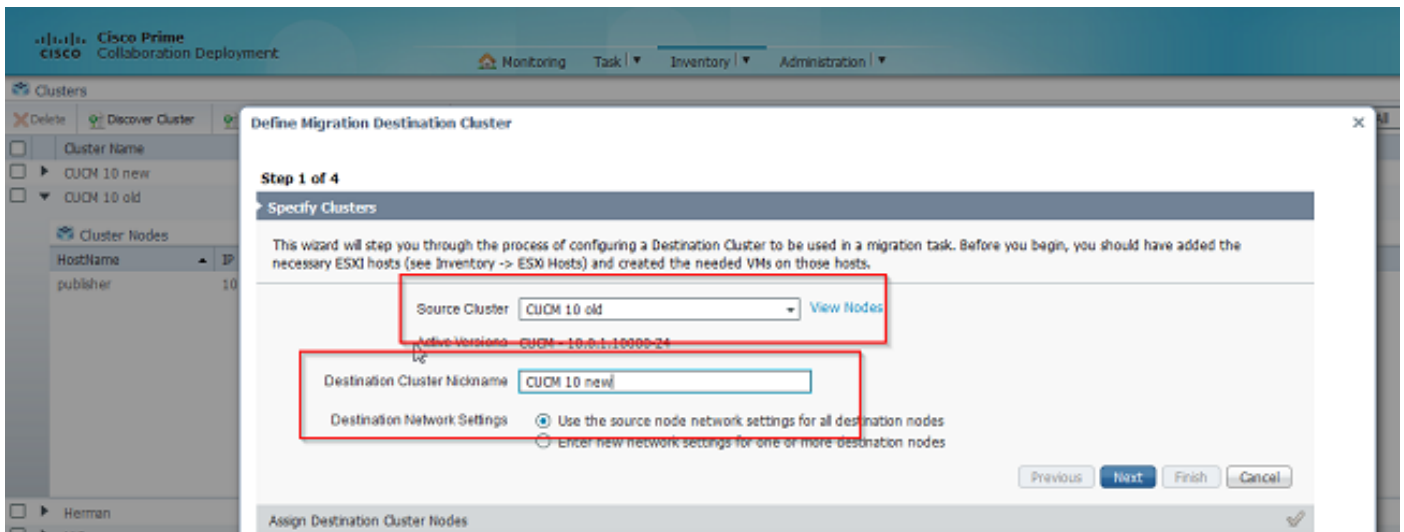 cisco Cisco Prime
Collaboration Deployment
Monitoring Task Inventory Administration
Clusters
Delete Discover Cluster All
Define Migration Destination Cluster
Cluster Name
CUCM 10 new
CUCM 10 old
Step 1 of 4
Specify Clusters
Cluster Nodes
HostName IP
publisher 10
This wizard will step you through the process of configuring a Destination Cluster to be used in a migration task. Before you begin, you should have added the
necessary ESXI hosts (see Inventory -> ESXi Hosts) and created the needed VMs on those hosts.
Source Cluster CUCM 10 old View Nodes
Active Versions CUCM - 10.0.1.10000-24
Destination Cluster Nickname CUCM 10 new
Destination Network Settings Use the source node network settings for all destination nodes
Enter new network settings for one or more destination nodes
Previous Next Finish Cancel
Herman
Assign Destination Cluster Nodes